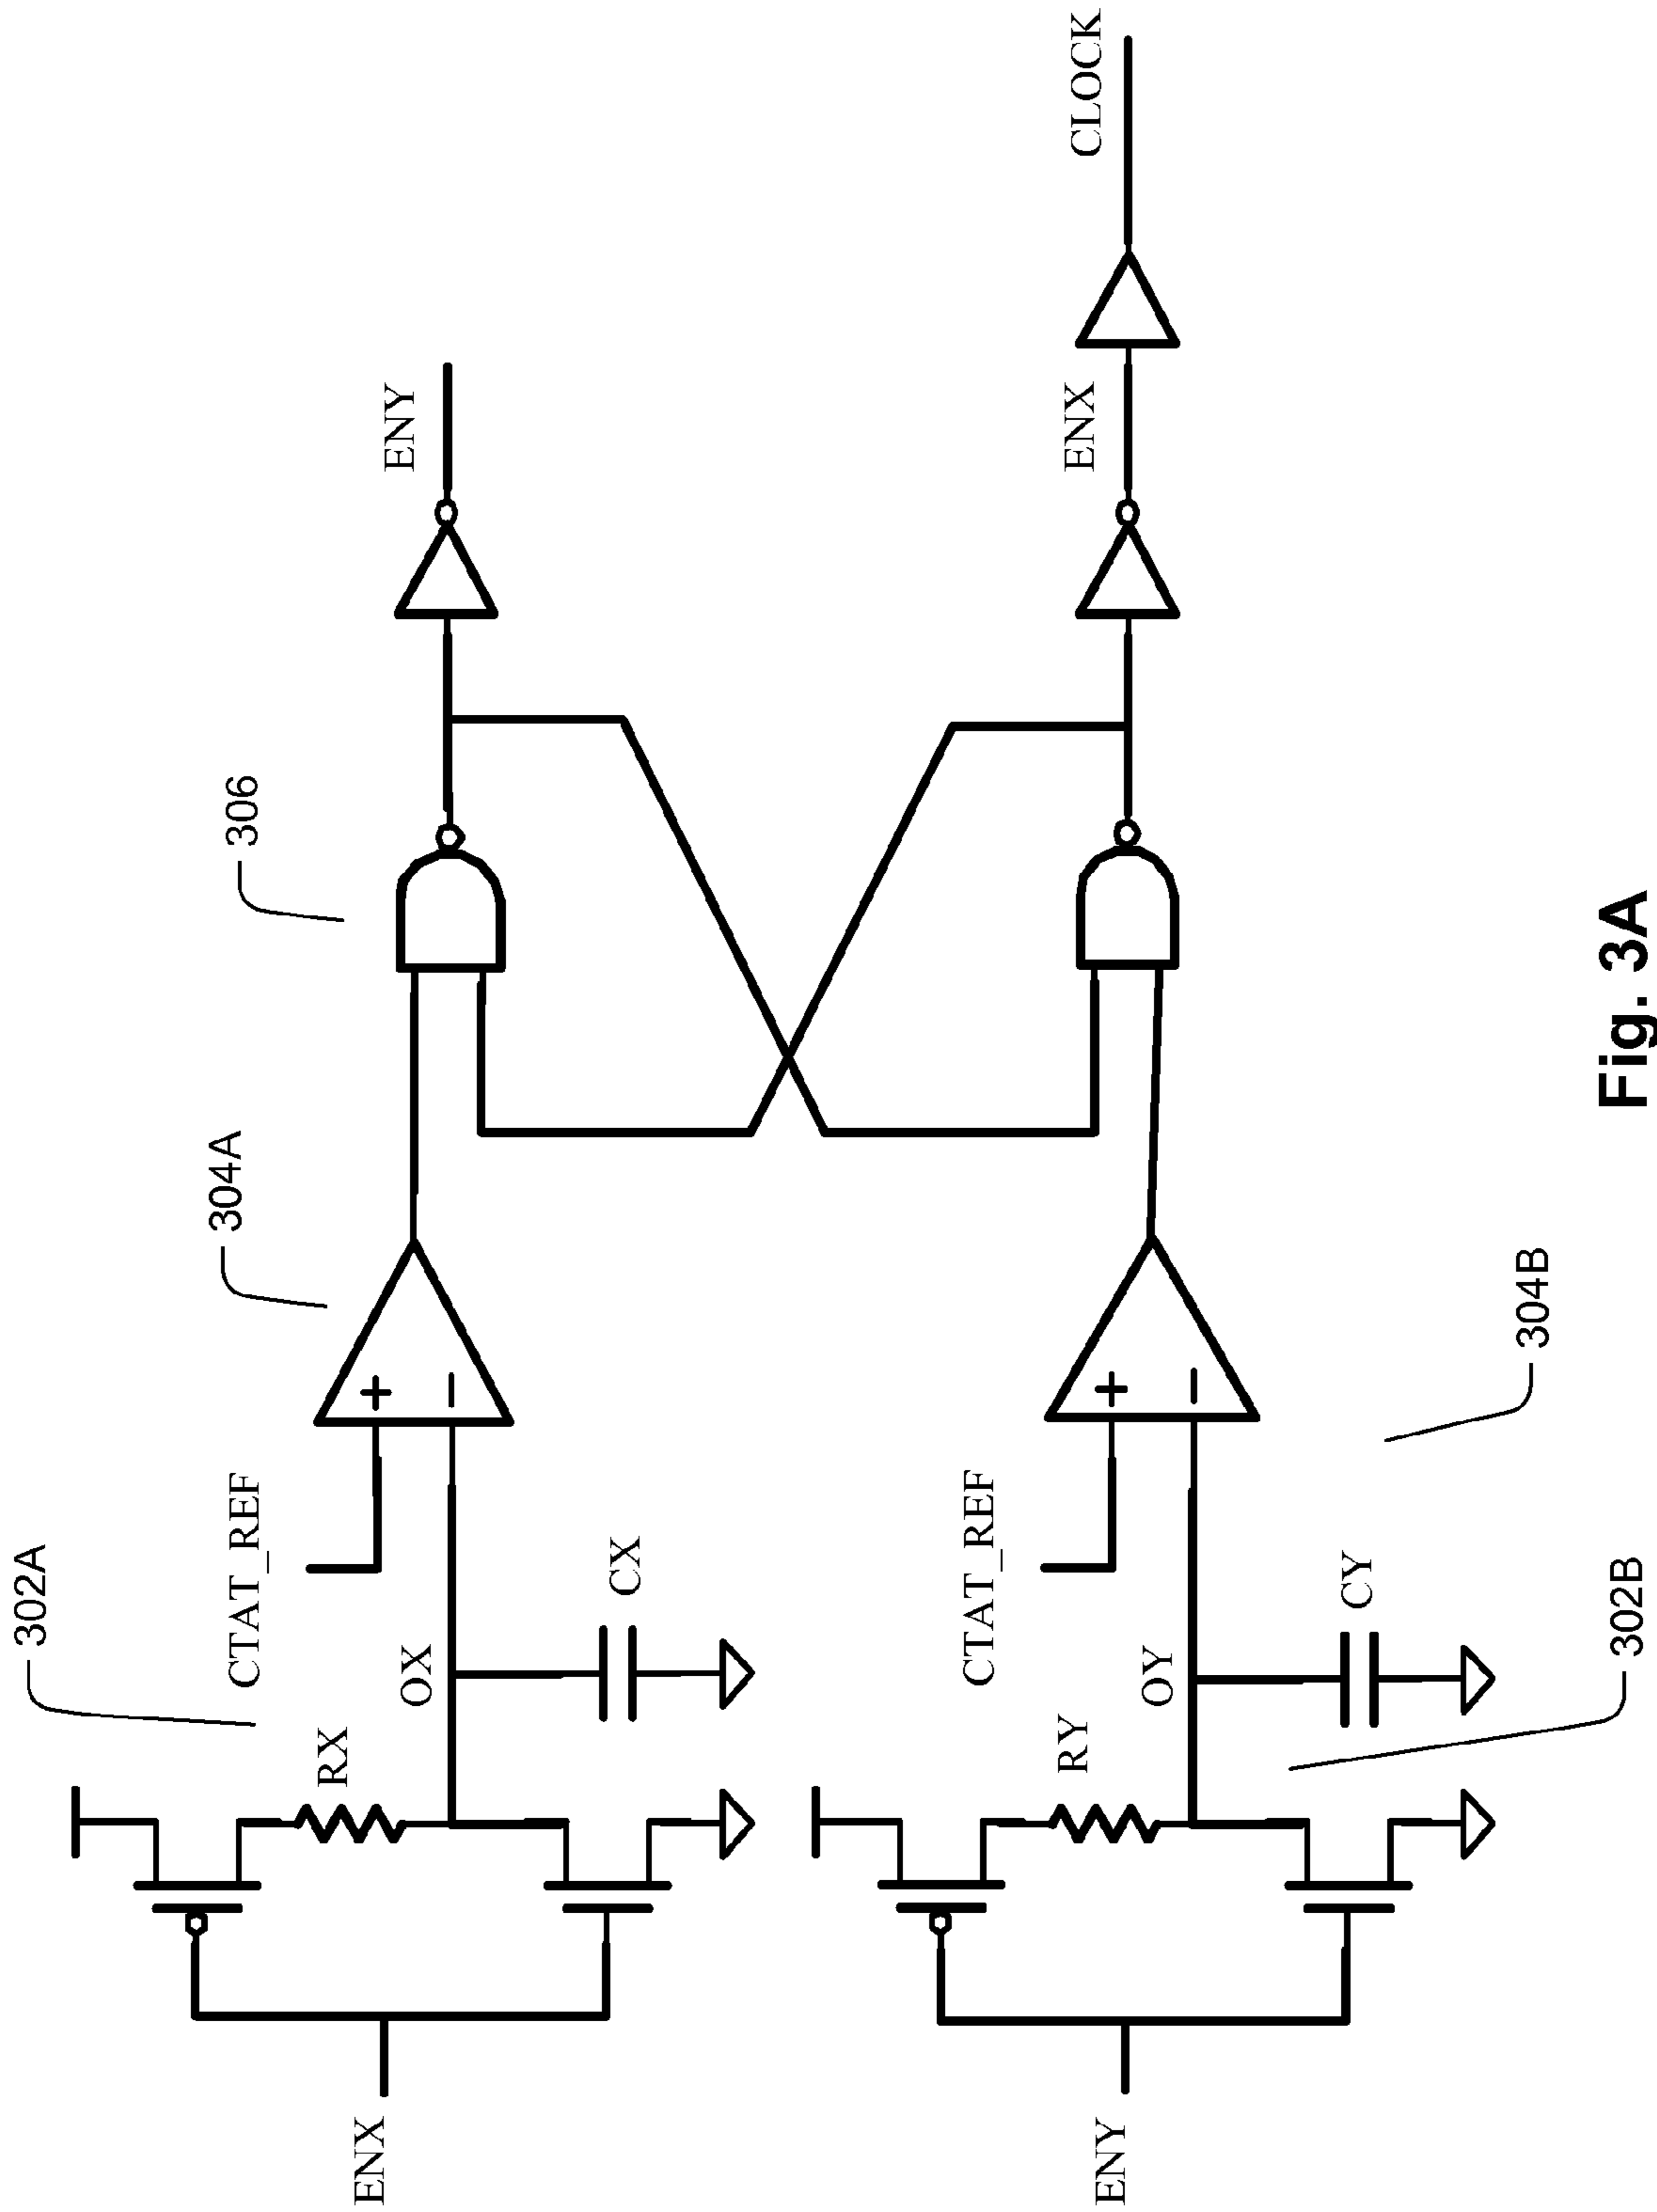 302A
304A
306
CTAT_REF
ENY
RX
OX
CX
ENX
+
−
CTAT_REF
ENX
CLOCK
RY
OY
CY
ENY
+
−
302B
304B
Fig. 3A